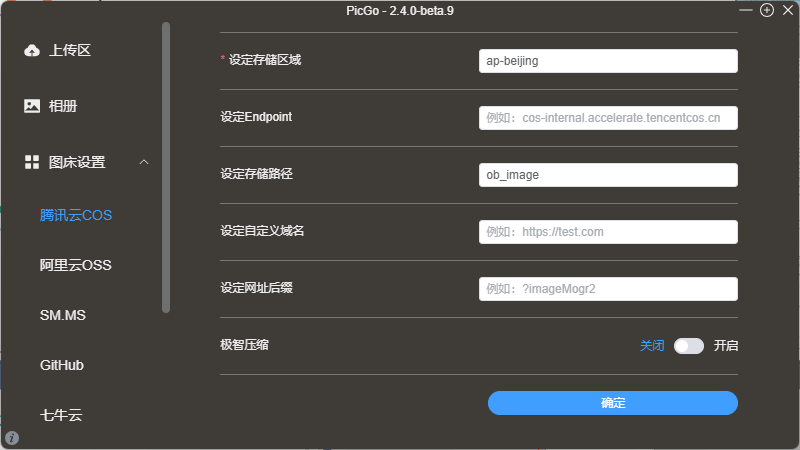 PicGo - 2.4.0-beta.9
上传区
相册
图床设置
腾讯云COS
阿里云OSS
SM.MS
GitHub
七牛云
* 设定存储区域
ap-beijing
设定Endpoint
例如：cos-internal.accelerate.tencentcos.cn
设定存储路径
ob_image
设定自定义域名
例如：https://test.com
设定网址后缀
例如：?imageMogr2
极智压缩
关闭 开启
确定